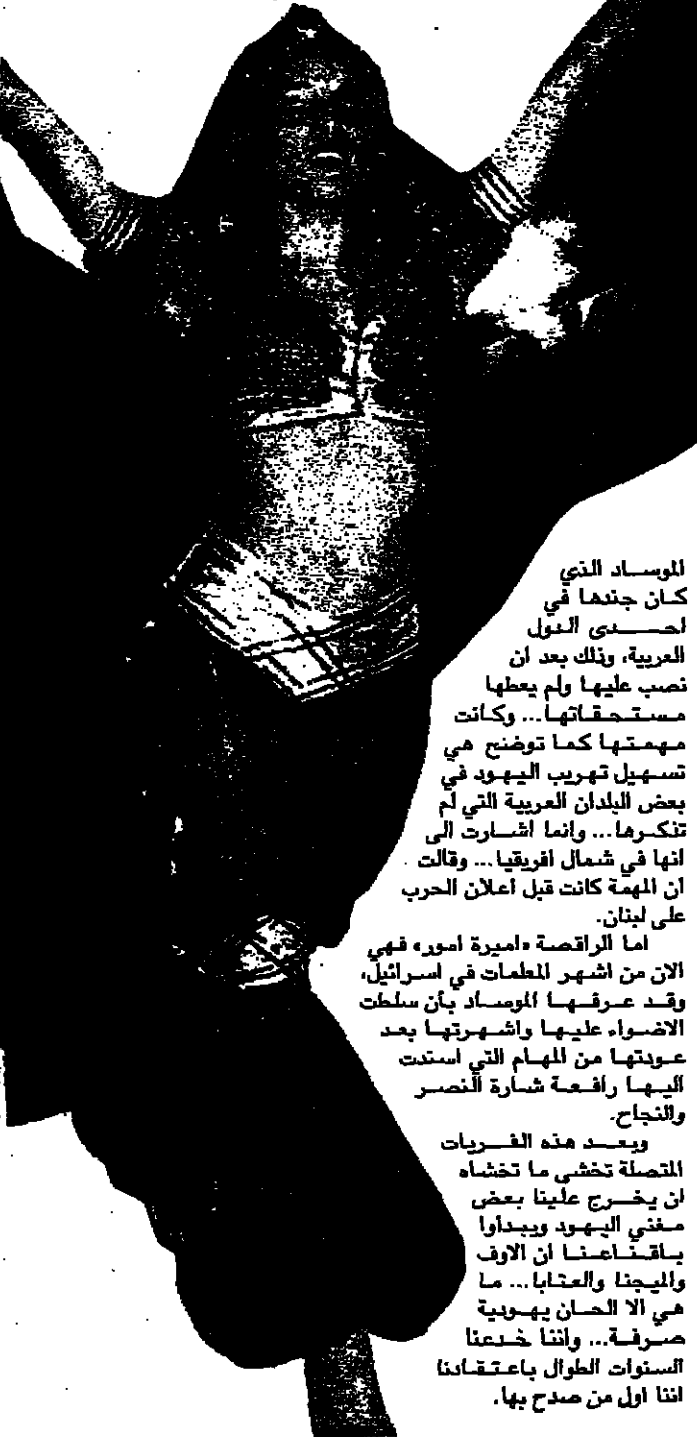 الموساد الذي
كان جندها في
احدى الدول
العربية، وذلك بعد ان
نصب عليها ولم يعطها
مستحقاتها... وكانت
مهمتها كما توضح هي
تسهيل تهريب اليهود في
بعض البلدان العربية التي لم
تذكرها... وانما اشارت الى
انها في شمال افريقيا... وقالت
ان المهمة كانت قبل اعلان الحرب
على لبنان.
اما الراقصة «اميرة امور» فهي
الان من اشهر المعلمات في اسرائيل،
وقد عرفها الموساد بأن سلطت
الاضواء عليها واشهرتها بعد
عودتها من المهام التي اسندت
اليها رافعة شارة النصر
والنجاح.
وبعد هذه الفريات
المتصلة تخشى ما تخشاه
ان يخرج علينا بعض
مغني اليهود ويبدأوا
باقناعنا ان الاوف
والميجنا والعتابا... ما
هي الا الحان يهودية
صرفة... واننا خدعنا
السنوات الطوال باعتقادنا
اننا اول من صدح بها.